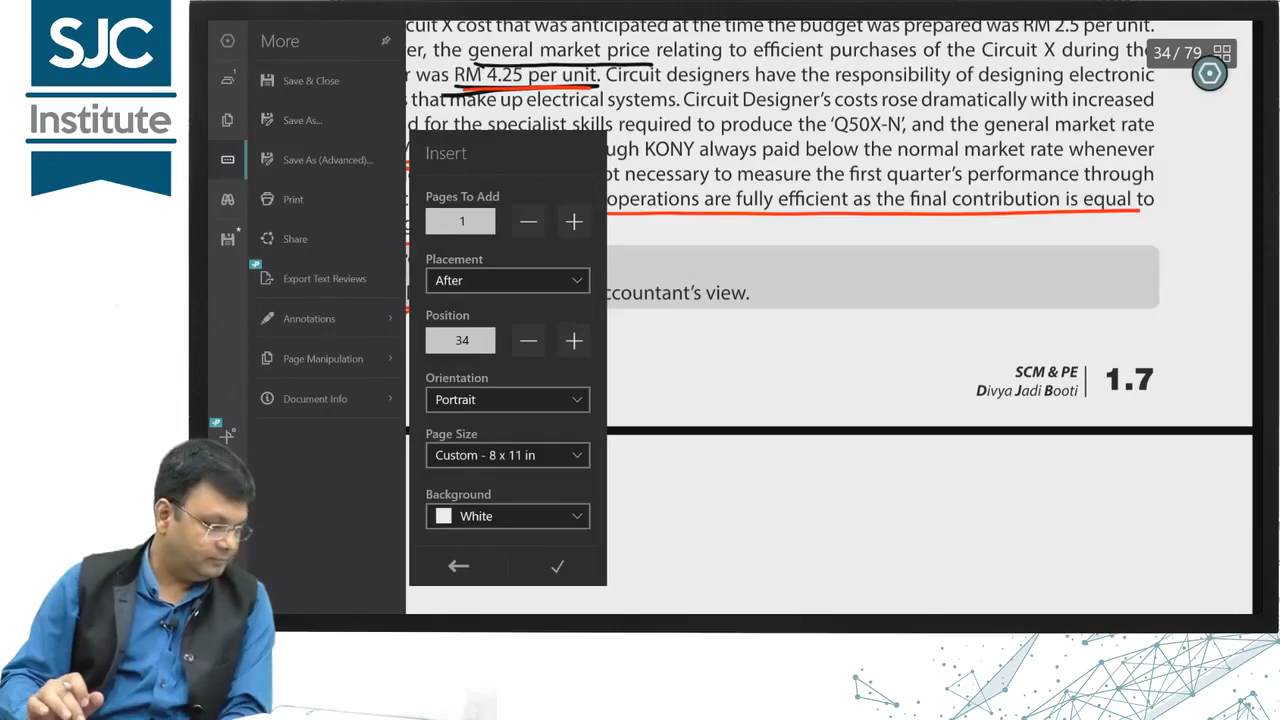 SJC
Institute
More
Save & Close
Save As...
Save As (Advanced)...
Print
Share
Export Text Reviews
Annotations
Page Manipulation
Document Info
Insert
Pages To Add
1
Placement
After
Position
34
Orientation
Portrait
Page Size
Custom - 8 x 11 in
Background
White
cuit X cost that was anticipated at the time the budget was prepared was RM 2.5 per unit.
er, the general market price relating to efficient purchases of the Circuit X during the
r was RM 4.25 per unit. Circuit designers have the responsibility of designing electronic
s that make up electrical systems. Circuit Designer's costs rose dramatically with increased
d for the specialist skills required to produce the 'Q50X-N', and the general market rate
ugh KONY always paid below the normal market rate whenever
ot necessary to measure the first quarter's performance through
operations are fully efficient as the final contribution is equal to
ccountant's view.
34 / 79
SCM & PE
Divya Jadi Booti
1.7